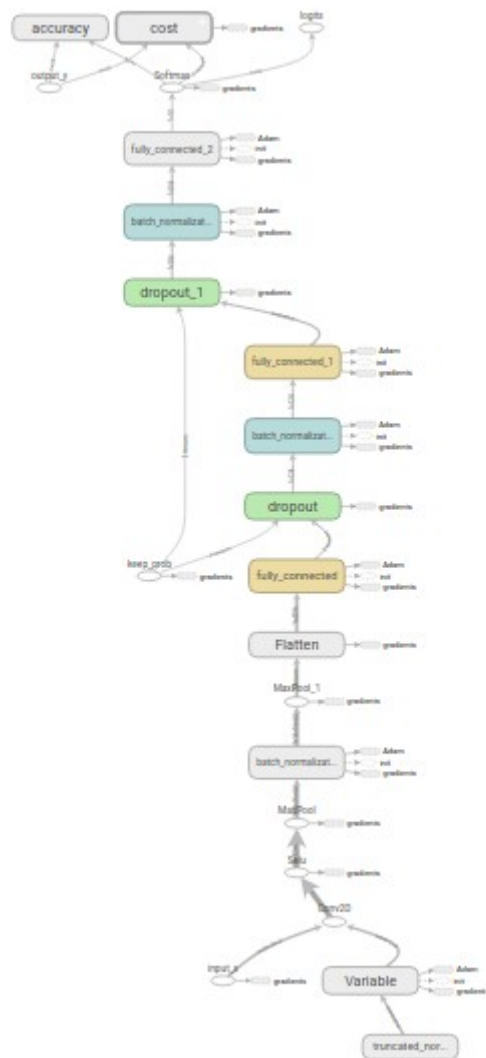 logits
accuracy
cost
gradients
output_y
Softmax
gradients
fully_connected_2
Adam
init
gradients
batch_normalizat...
Adam
init
gradients
dropout_1
gradients
fully_connected_1
Adam
init
gradients
batch_normalizat...
Adam
init
gradients
dropout
gradients
keep_prob
gradients
fully_connected
Adam
init
gradients
Flatten
gradients
MaxPool_1
gradients
batch_normalizat...
Adam
init
gradients
MaxPool
gradients
gradients
Conv2D
input_x
gradients
Variable
Adam
init
gradients
truncated_nor...